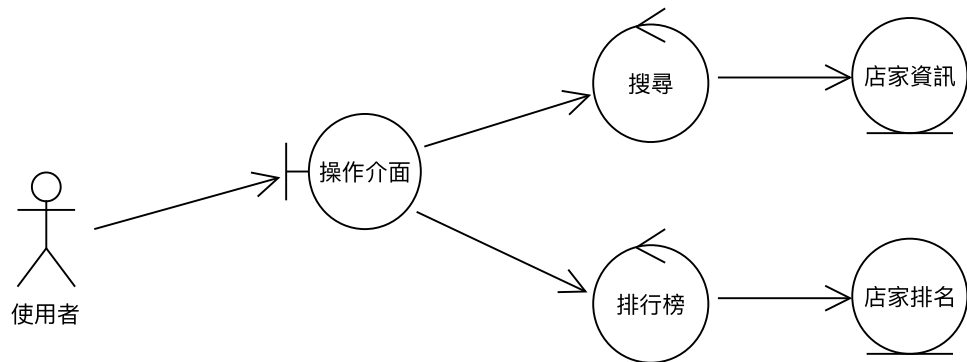 搜尋
店家資訊
操作介面
使用者
排行榜
店家排名